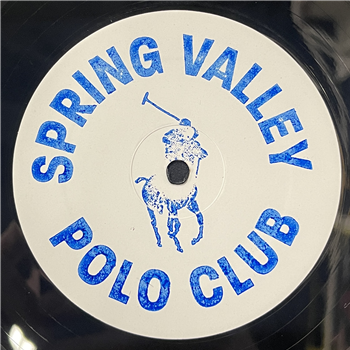 SPRING VALLEY
POLO CLUB